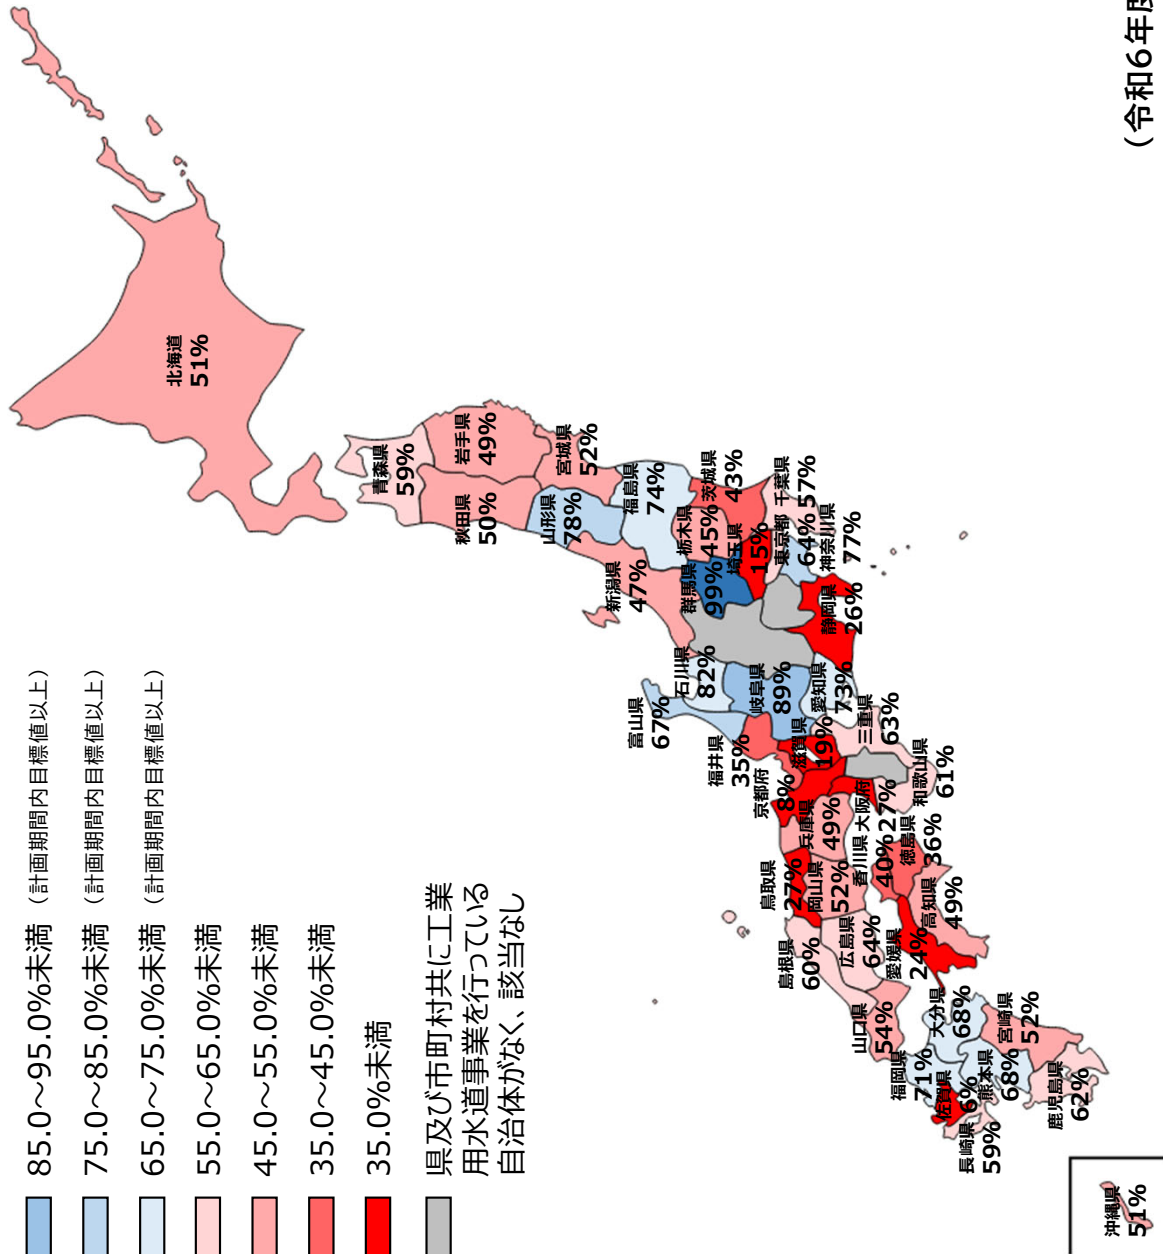 85.0～95.0%未満（計画期間内目標値以上）
75.0～85.0%未満（計画期間内目標値以上）
65.0～75.0%未満（計画期間内目標値以上）
55.0～65.0%未満
45.0～55.0%未満
35.0～45.0%未満
35.0%未満
県及び市町村共に工業
用水道事業を行っている
自治体がなく、該当なし
北海道
51%
青森県
59%
岩手県
49%
秋田県
50%
宮城県
52%
山形県
78%
福島県
74%
新潟県
47%
茨城県
43%
栃木県
45%
群馬県
99%
埼玉県
15%
千葉県
57%
東京都
64%
神奈川県
77%
静岡県
26%
富山県
67%
石川県
82%
福井県
35%
岐阜県
89%
愛知県
73%
三重県
63%
滋賀県
19%
京都府
8%
大阪府
27%
兵庫県
49%
和歌山県
61%
鳥取県
27%
島根県
60%
岡山県
52%
広島県
64%
山口県
54%
香川県
40%
徳島県
36%
愛媛県
24%
高知県
49%
福岡県
71%
佐賀県
6%
長崎県
59%
大分県
68%
熊本県
68%
宮崎県
52%
鹿児島県
62%
沖縄県
51%
（令和6年度